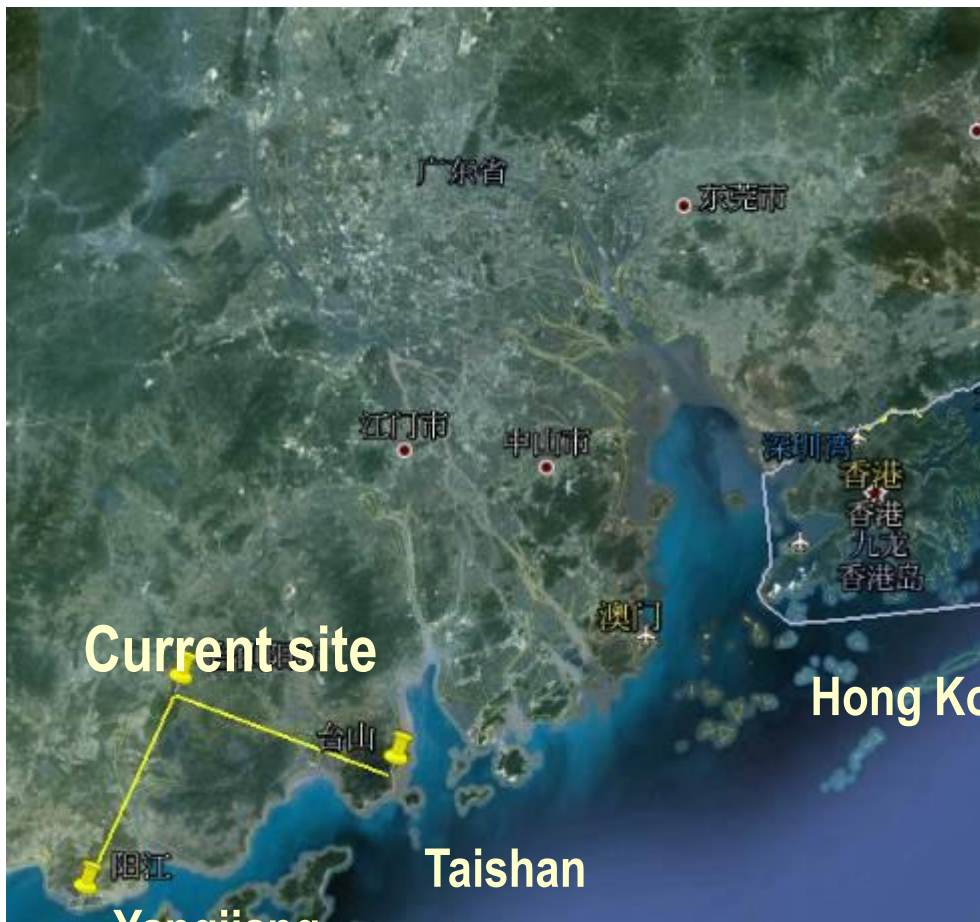 广东省
东莞市
江门市
中山市
深圳湾
香港
香港
九龙
香港岛
澳门
Current site
Hong Ko
台山
Taishan
阳江
Yangjiang